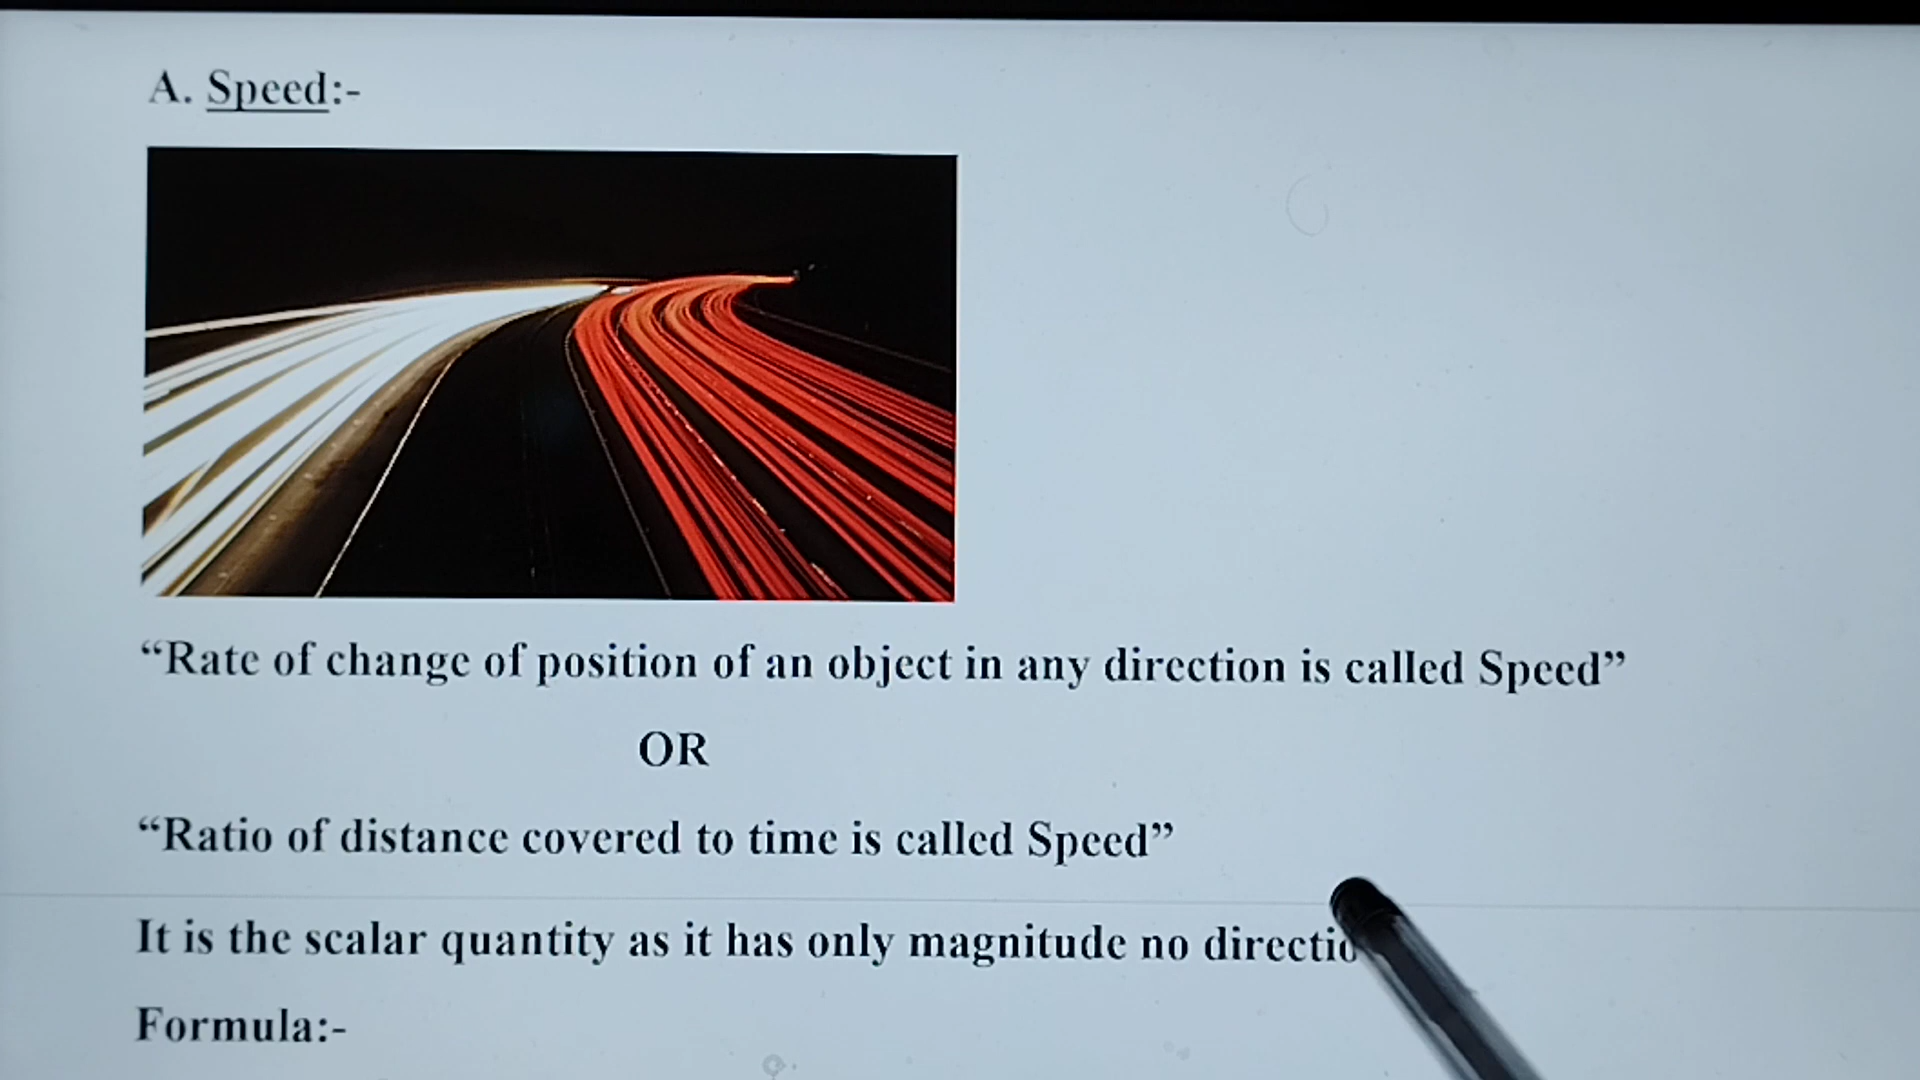 A. Speed:-
“Rate of change of position of an object in any direction is called Speed”
OR
“Ratio of distance covered to time is called Speed”
It is the scalar quantity as it has only magnitude no
Formula:-